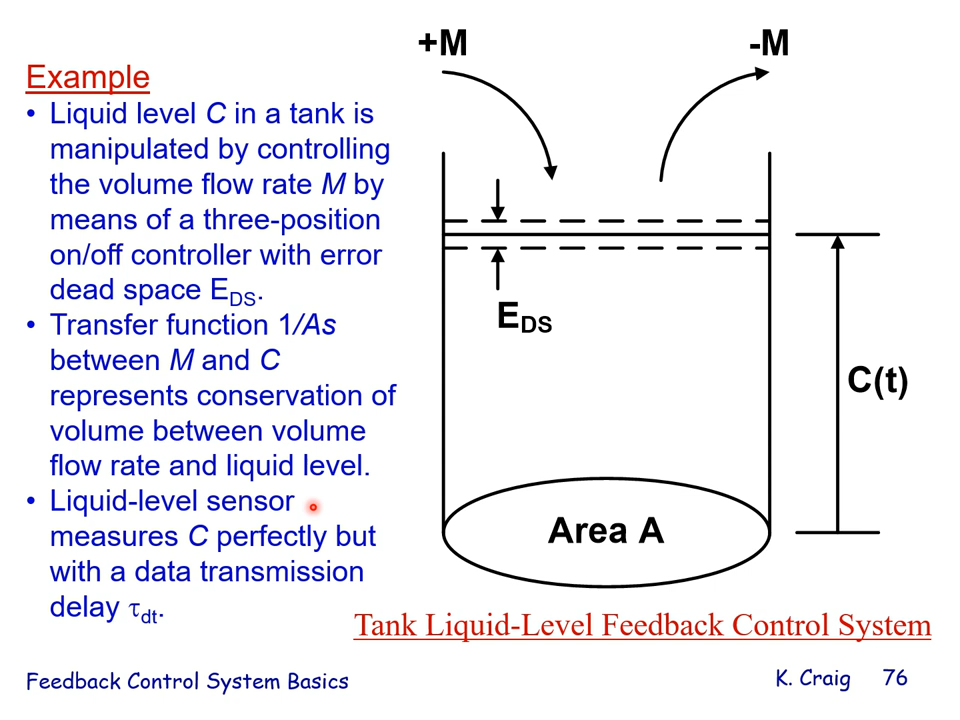 Example
• Liquid level C in a tank is
manipulated by controlling
the volume flow rate M by
means of a three-position
on/off controller with error
dead space EDS.
• Transfer function 1/As
between M and C
represents conservation of
volume between volume
flow rate and liquid level.
• Liquid-level sensor
measures C perfectly but
with a data transmission
delay τdt.
+M
-M
EDS
C(t)
Area A
Tank Liquid-Level Feedback Control System
Feedback Control System Basics
K. Craig 76